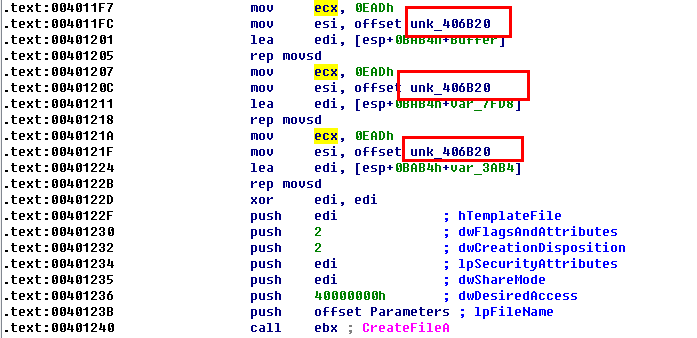 .text:004011F7 mov ecx, 0EADh
.text:004011FC mov esi, offset unk_406B20
.text:00401201 lea edi, [esp+0BAB4h+Buffer]
.text:00401205 rep movsd
.text:00401207 mov ecx, 0EADh
.text:0040120C mov esi, offset unk_406B20
.text:00401211 lea edi, [esp+0BAB4h+var_7FD8]
.text:00401218 rep movsd
.text:0040121A mov ecx, 0EADh
.text:0040121F mov esi, offset unk_406B20
.text:00401224 lea edi, [esp+0BAB4h+var_3AB4]
.text:0040122B rep movsd
.text:0040122D xor edi, edi
.text:0040122F push edi ; hTemplateFile
.text:00401230 push 2 ; dwFlagsAndAttributes
.text:00401232 push 2 ; dwCreationDisposition
.text:00401234 push edi ; lpSecurityAttributes
.text:00401235 push edi ; dwShareMode
.text:00401236 push 40000000h ; dwDesiredAccess
.text:0040123B push offset Parameters ; lpFileName
.text:00401240 call ebx ; CreateFileA